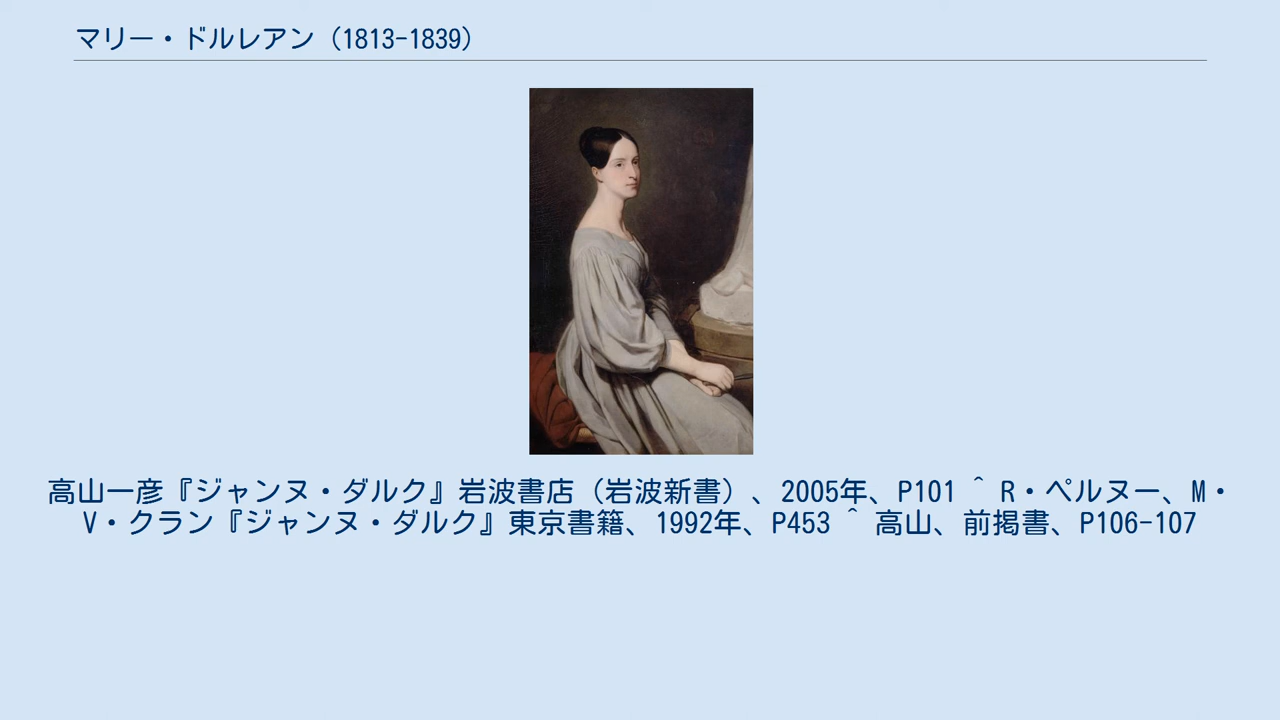 マリー・ドルレアン（1813-1839）
高山一彦『ジャンヌ・ダルク』岩波書店（岩波新書）、2005年、P101 ^ R・ペルヌー、M・
V・クラン『ジャンヌ・ダルク』東京書籍、1992年、P453 ^ 高山、前掲書、P106-107